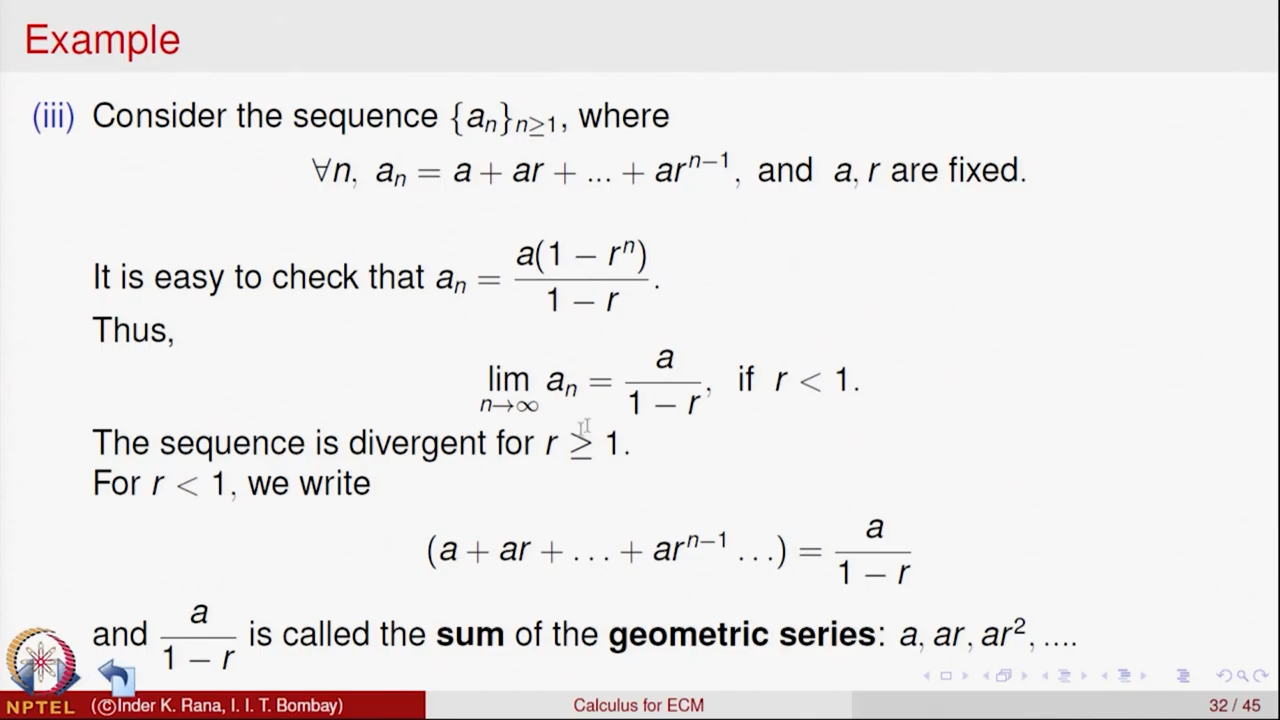 Example
(iii) Consider the sequence {aₙ}ₙ≥₁, where
∀n, aₙ = a + ar + ... + arⁿ⁻¹, and a, r are fixed.
It is easy to check that aₙ = a(1 − rⁿ) / 1 − r.
Thus,
lim n→∞ aₙ = a / 1 − r, if r < 1.
The sequence is divergent for r ≥ 1.
For r < 1, we write
(a + ar + . . . + arⁿ⁻¹ . . .) = a / 1 − r
and a / 1 − r is called the sum of the geometric series: a, ar, ar², ....
NPTEL (©Inder K. Rana, I. I. T. Bombay) Calculus for ECM 32 / 45